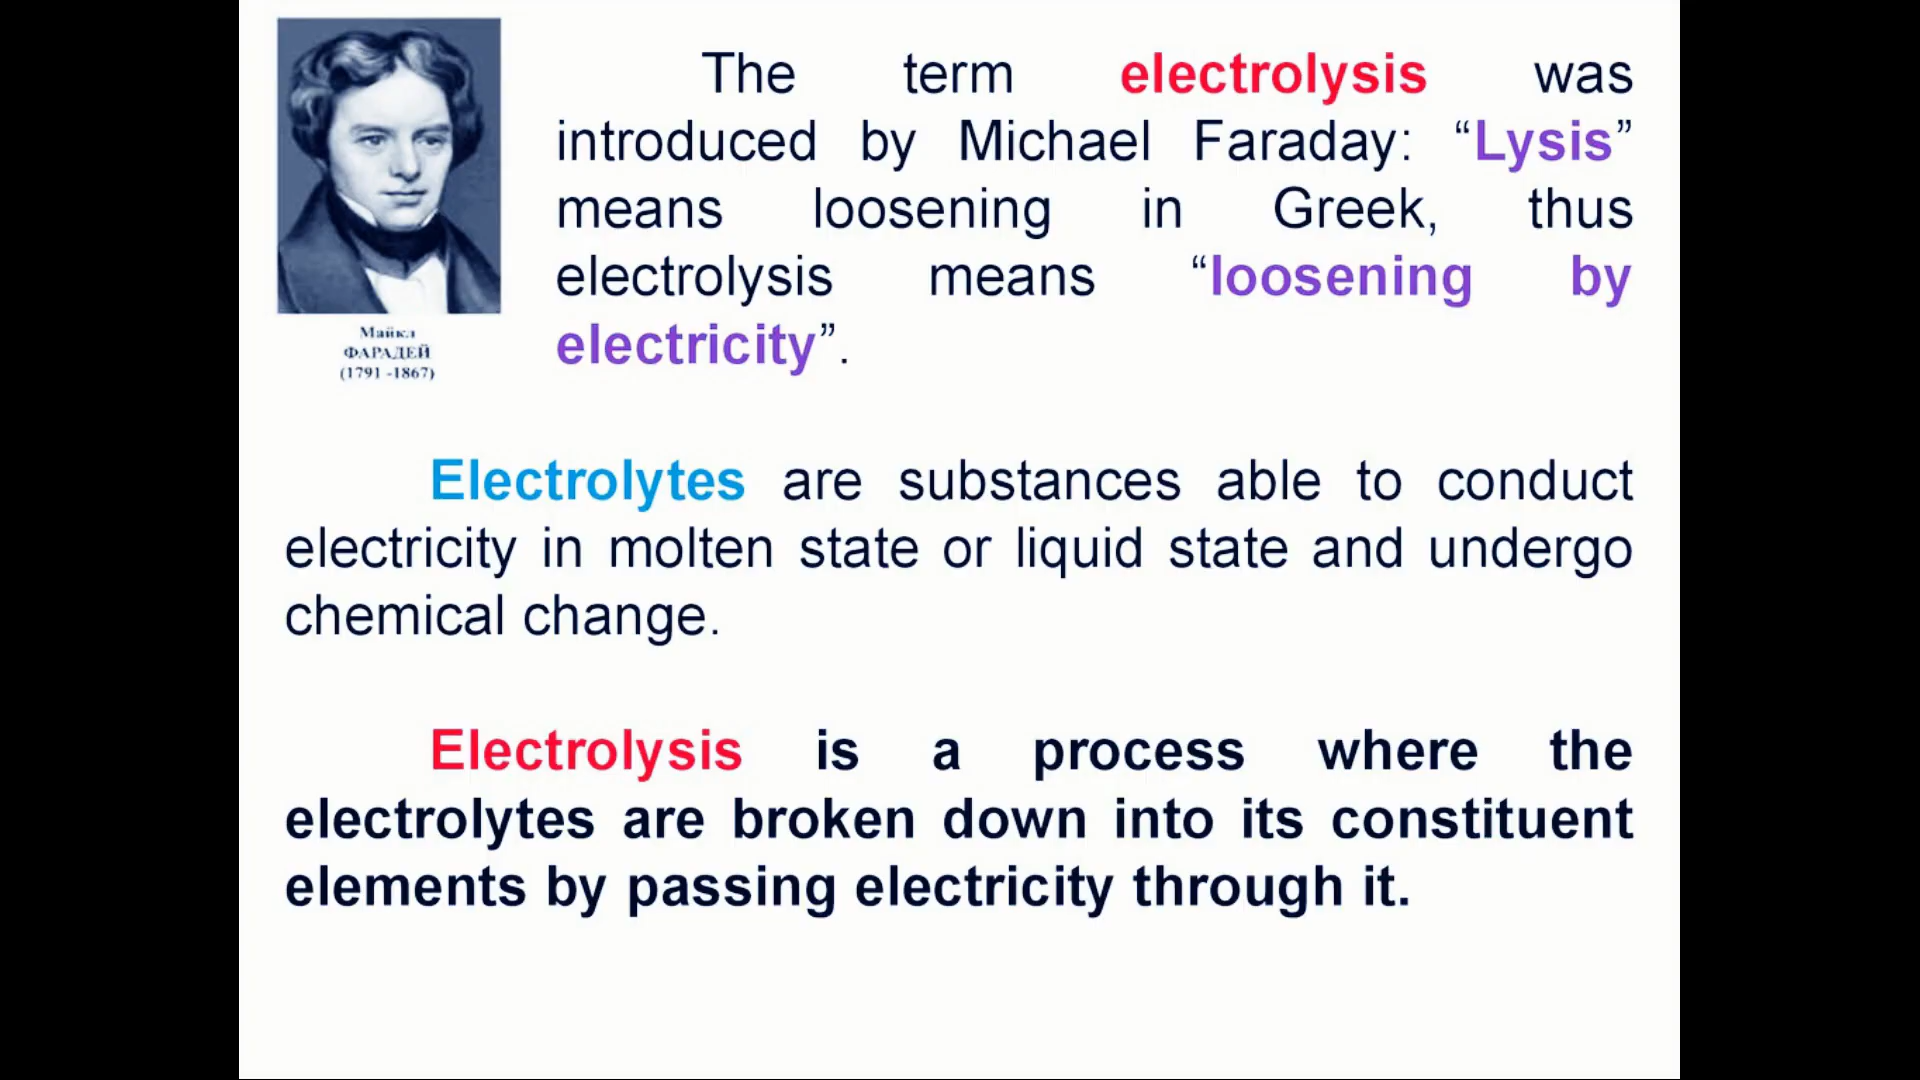 The term electrolysis was
introduced by Michael Faraday: “Lysis”
means loosening in Greek, thus
electrolysis means “loosening by
electricity”.
Майкл
ФАРАДЕЙ
(1791 -1867)
Electrolytes are substances able to conduct
electricity in molten state or liquid state and undergo
chemical change.
Electrolysis is a process where the
electrolytes are broken down into its constituent
elements by passing electricity through it.